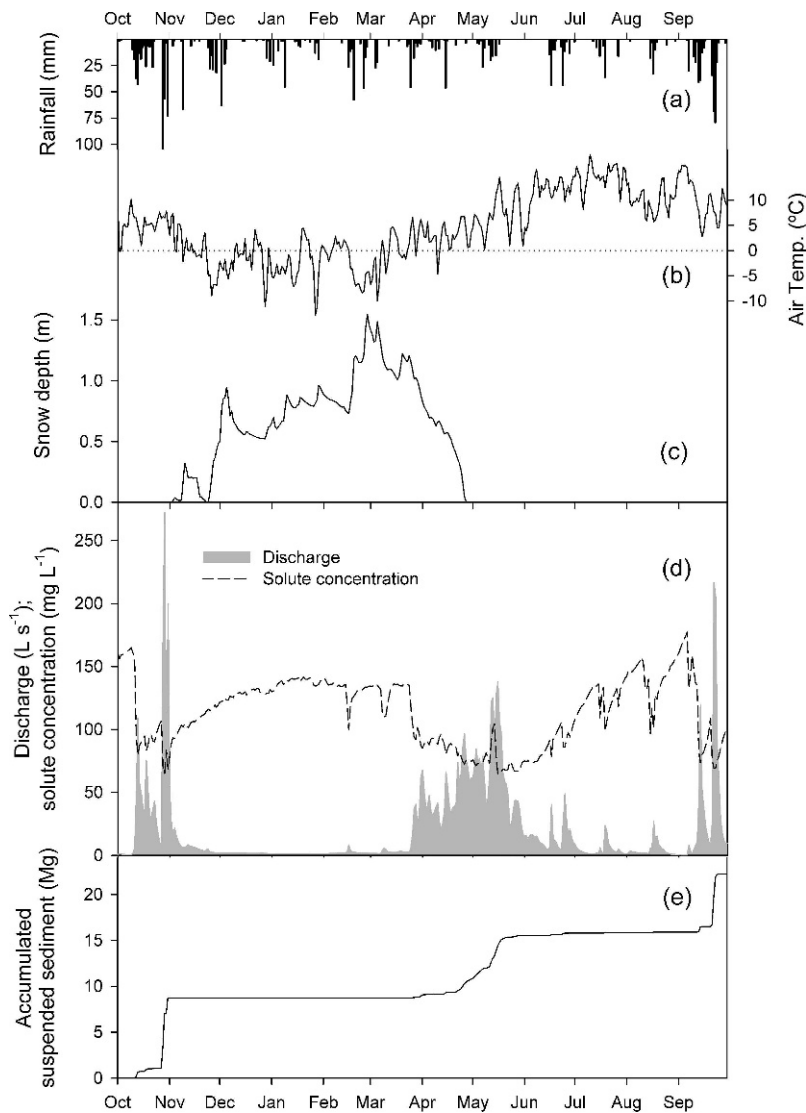 Oct Nov Dec Jan Feb Mar Apr May Jun Jul Aug Sep
Rainfall (mm)
25
50
75
100
(a)
Air Temp. (ºC)
10
5
0
-5
-10
(b)
Snow depth (m)
1.5
1.0
0.5
0.0
(c)
Discharge (L s-1);
solute concentration (mg L-1)
250
200
150
100
50
0
Discharge
Solute concentration
(d)
Accumulated
suspended sediment (Mg)
20
15
10
5
0
(e)
Oct Nov Dec Jan Feb Mar Apr May Jun Jul Aug Sep